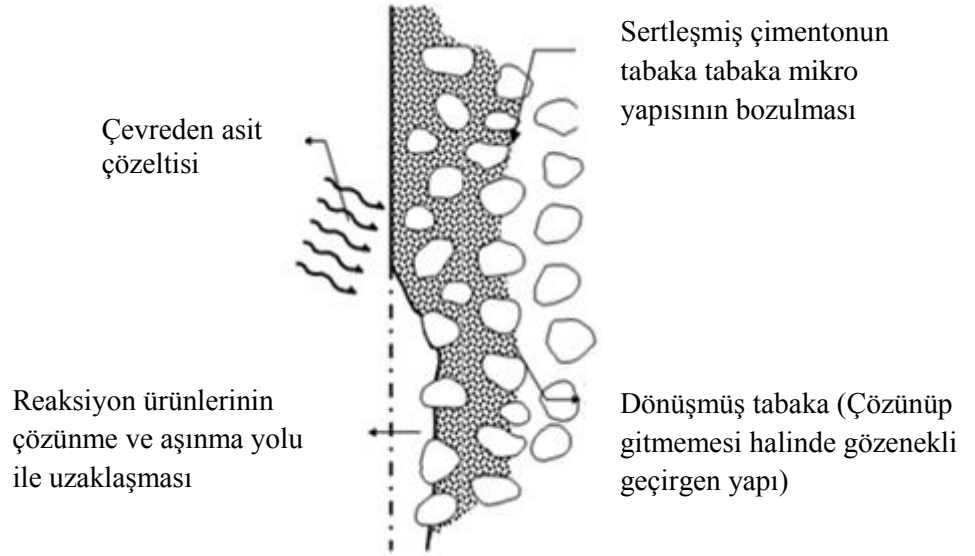 Sertleşmiş çimentonun
tabaka tabaka mikro
yapısının bozulması
Çevreden asit
çözeltisi
Reaksiyon ürünlerinin
çözünme ve aşınma yolu
ile uzaklaşması
Dönüşmüş tabaka (Çözünüp
gitmemesi halinde gözenekli
geçirgen yapı)